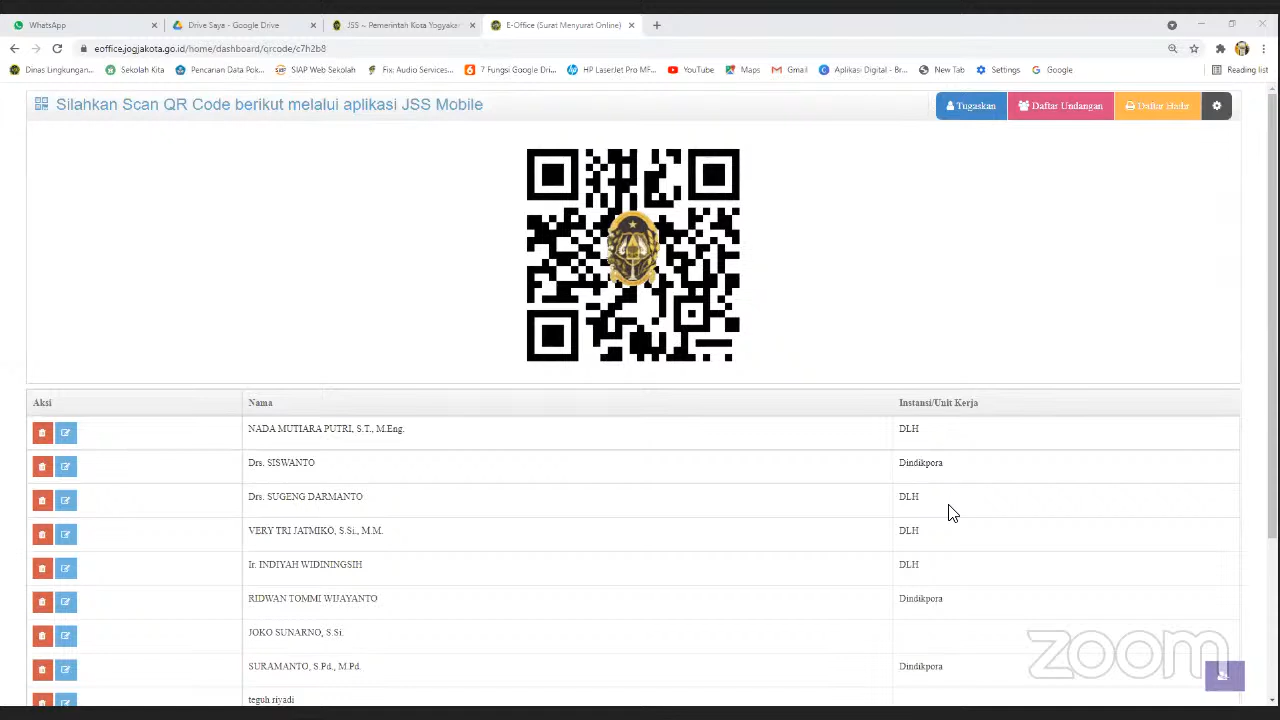 WhatsApp
Drive Saya - Google Drive
JSS ~ Pemerintah Kota Yogyakar
E-Office (Surat Menyurat Online)
eoffice.jogjakota.go.id/home/dashboard/qrcode/c7h2b8
Dinas Lingkungan...
Sekolah Kita
Pencarian Data Pok...
SIAP Web Sekolah
Fix: Audio Services...
7 Fungsi Google Dri...
HP LaserJet Pro MF...
YouTube
Maps
Gmail
Aplikasi Digital - Br...
New Tab
Settings
Google
Reading list
Silahkan Scan QR Code berikut melalui aplikasi JSS Mobile
Tugaskan
Daftar Undangan
Daftar Hadir
Aksi Nama Instansi/Unit Kerja
NADA MUTIARA PUTRI, S.T., M.Eng. DLH
Drs. SISWANTO Dindikpora
Drs. SUGENG DARMANTO DLH
VERY TRI JATMIKO, S.Si., M.M. DLH
Ir. INDIYAH WIDININGSIH DLH
RIDWAN TOMMI WIJAYANTO Dindikpora
JOKO SUNARNO, S.Si.
SURAMANTO, S.Pd., M.Pd. Dindikpora
teguh riyadi
zoom